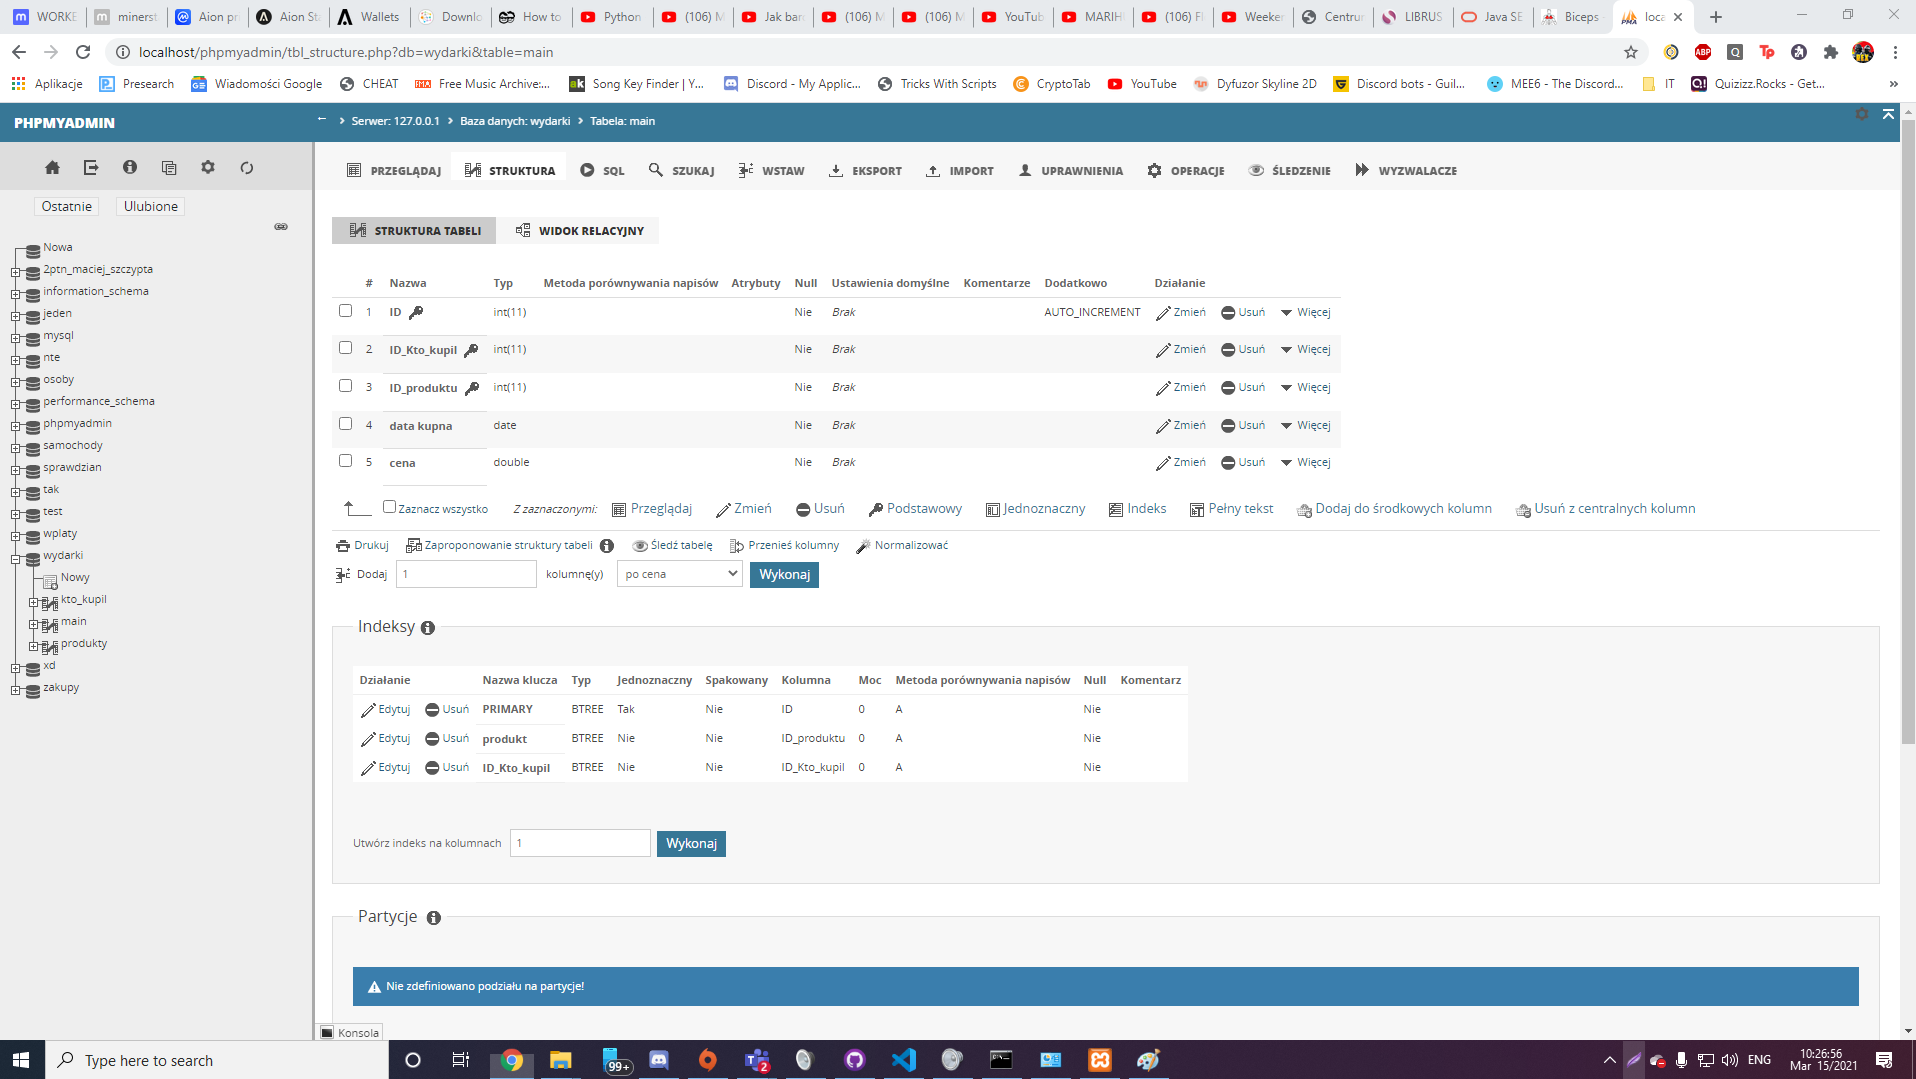 WORKE
minerst
Aion pr
Aion Sta
Wallets
Downlo
How to
Python
(106) M
Jak bard
(106) M
(106) M
YouTub
MARIH
(106) Fl
Weeker
Centrur
LIBRUS
Java SE
Biceps
loca
localhost/phpmyadmin/tbl_structure.php?db=wydarki&table=main
Aplikacje
Presearch
Wiadomości Google
CHEAT
Free Music Archive:...
Song Key Finder | Y...
Discord - My Applic...
Tricks With Scripts
CryptoTab
YouTube
Dyfuzor Skyline 2D
Discord bots - Guil...
MEE6 - The Discord...
IT
Quizizz.Rocks - Get...
»
PHPMYADMIN
Serwer: 127.0.0.1 › Baza danych: wydarki › Tabela: main
Ostatnie
Ulubione
Nowa
2ptn_maciej_szczypta
information_schema
jeden
mysql
nte
osoby
performance_schema
phpmyadmin
samochody
sprawdzian
tak
test
wplaty
wydarki
Nowy
kto_kupil
main
produkty
xd
zakupy
PRZEGLĄDAJ STRUKTURA SQL SZUKAJ WSTAW EKSPORT IMPORT UPRAWNIENIA OPERACJE ŚLEDZENIE WYZWALACZE
STRUKTURA TABELI WIDOK RELACYJNY
# Nazwa Typ Metoda porównywania napisów Atrybuty Null Ustawienia domyślne Komentarze Dodatkowo Działanie
1 ID int(11) Nie Brak AUTO_INCREMENT Zmień Usuń Więcej
2 ID_Kto_kupil int(11) Nie Brak Zmień Usuń Więcej
3 ID_produktu int(11) Nie Brak Zmień Usuń Więcej
4 data kupna date Nie Brak Zmień Usuń Więcej
5 cena double Nie Brak Zmień Usuń Więcej
Zaznacz wszystko Z zaznaczonymi: Przeglądaj Zmień Usuń Podstawowy Jednoznaczny Indeks Pełny tekst Dodaj do środkowych kolumn Usuń z centralnych kolumn
Drukuj Zaproponowanie struktury tabeli Śledź tabelę Przenieś kolumny Normalizować
Dodaj 1 kolumnę(y) po cena Wykonaj
Indeksy
Działanie Nazwa klucza Typ Jednoznaczny Spakowany Kolumna Moc Metoda porównywania napisów Null Komentarz
Edytuj Usuń PRIMARY BTREE Tak Nie ID 0 A Nie
Edytuj Usuń produkt BTREE Nie Nie ID_produktu 0 A Nie
Edytuj Usuń ID_Kto_kupil BTREE Nie Nie ID_Kto_kupil 0 A Nie
Utwórz indeks na kolumnach 1 Wykonaj
Partycje
Nie zdefiniowano podziału na partycje!
Konsola
Type here to search
99+
2
ENG
10:26:56
Mar 15/2021